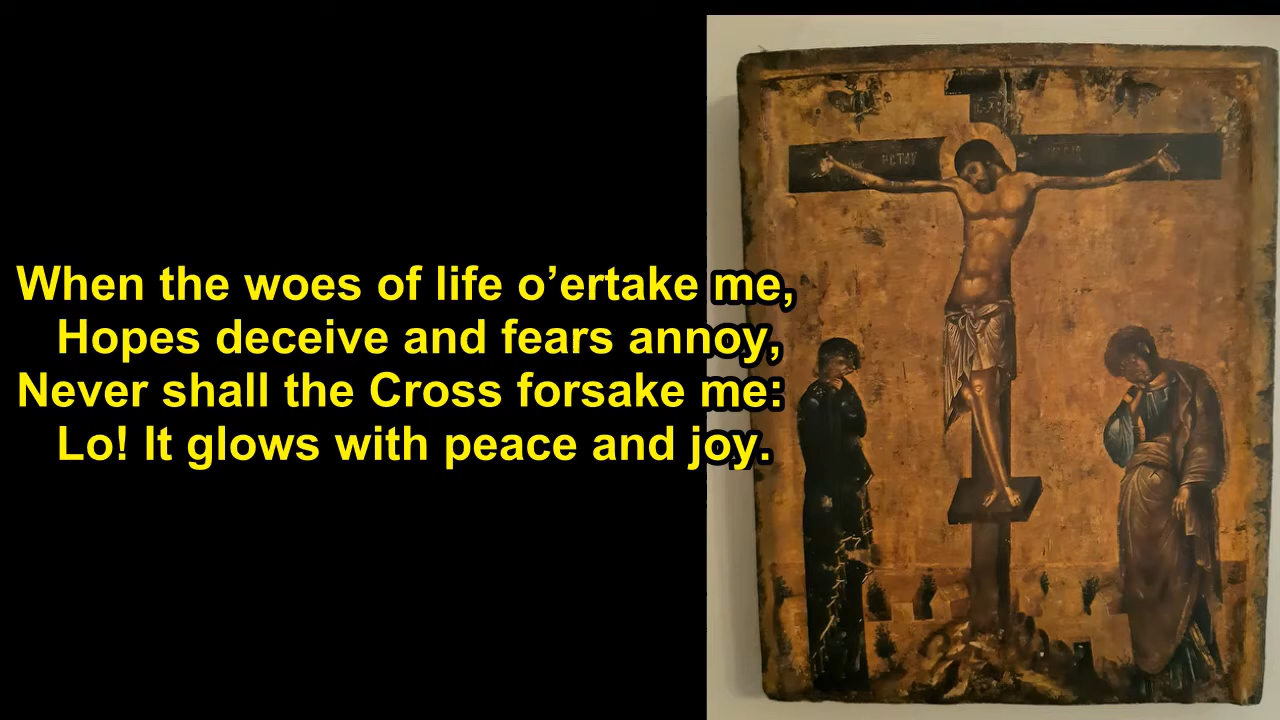 When the woes of life o’ertake me,
Hopes deceive and fears annoy,
Never shall the Cross forsake me:
Lo! It glows with peace and joy.